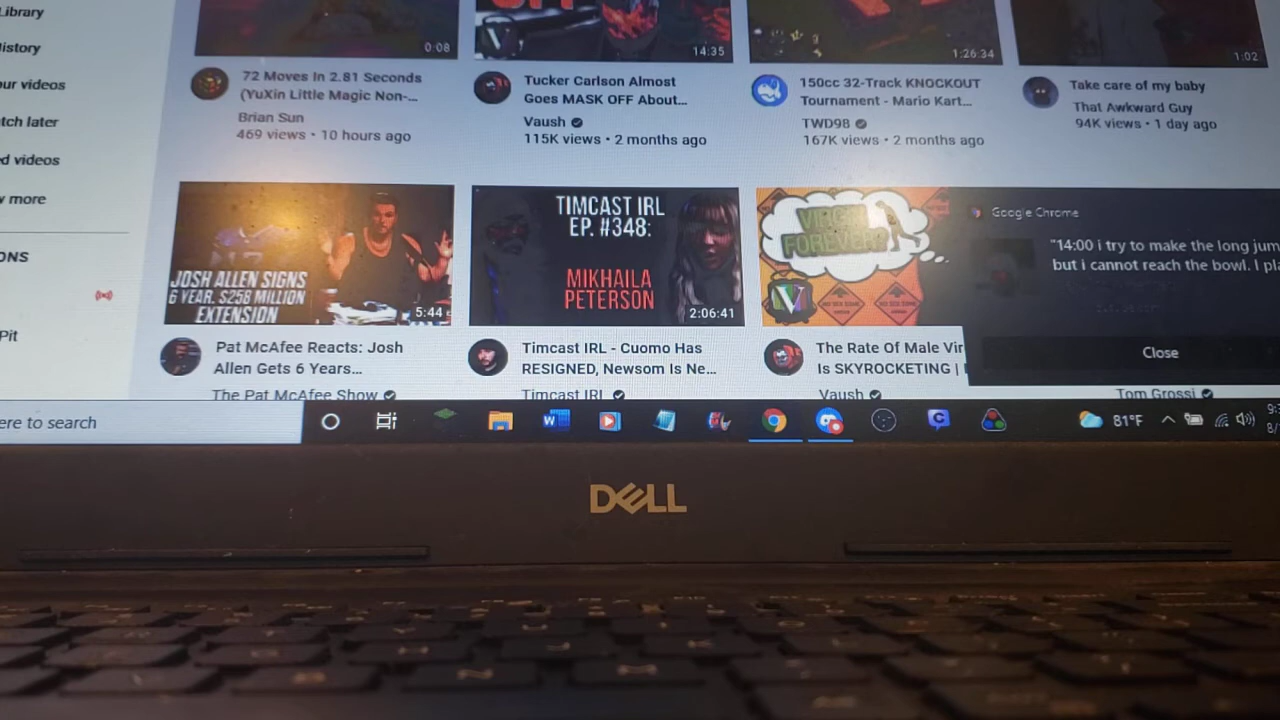 Library
History
our videos
tch later
ed videos
w more
ONS
Pit
0:08
14:35
1:26:34
1:02
72 Moves In 2.81 Seconds
(YuXin Little Magic Non-...
Brian Sun
469 views • 10 hours ago
Tucker Carlson Almost
Goes MASK OFF About...
Vaush
115K views • 2 months ago
150cc 32-Track KNOCKOUT
Tournament - Mario Kart...
TWD98
167K views • 2 months ago
Take care of my baby
That Awkward Guy
94K views • 1 day ago
JOSH ALLEN SIGNS
6 YEAR, $258 MILLION
EXTENSION
5:44
TIMCAST IRL
EP. #348:
MIKHAILA
PETERSON
2:06:41
VIRGIN
FOREVER?
V
Google Chrome
"14:00 i try to make the long jum
but i cannot reach the bowl. I pla
Close
Pat McAfee Reacts: Josh
Allen Gets 6 Years...
The Pat McAfee Show
Timcast IRL - Cuomo Has
RESIGNED, Newsom Is Ne...
Timcast IRL
The Rate Of Male Vir
Is SKYROCKETING |
Vaush
Tom Grossi
ere to search
81°F
DELL